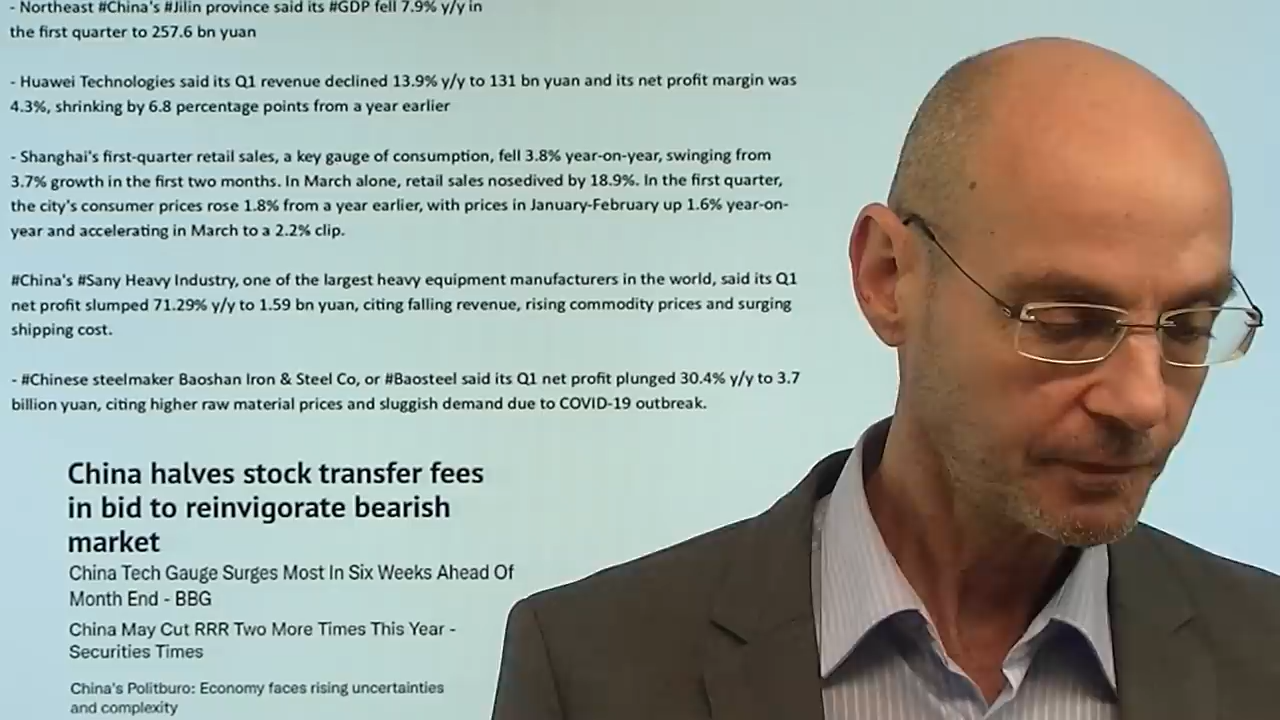 - Northeast #China's #Jilin province said its #GDP fell 7.9% y/y in
the first quarter to 257.6 bn yuan
- Huawei Technologies said its Q1 revenue declined 13.9% y/y to 131 bn yuan and its net profit margin was
4.3%, shrinking by 6.8 percentage points from a year earlier
- Shanghai's first-quarter retail sales, a key gauge of consumption, fell 3.8% year-on-year, swinging from
3.7% growth in the first two months. In March alone, retail sales nosedived by 18.9%. In the first quarter,
the city's consumer prices rose 1.8% from a year earlier, with prices in January-February up 1.6% year-on-
year and accelerating in March to a 2.2% clip.
#China's #Sany Heavy Industry, one of the largest heavy equipment manufacturers in the world, said its Q1
net profit slumped 71.29% y/y to 1.59 bn yuan, citing falling revenue, rising commodity prices and surging
shipping cost.
- #Chinese steelmaker Baoshan Iron & Steel Co, or #Baosteel said its Q1 net profit plunged 30.4% y/y to 3.7
billion yuan, citing higher raw material prices and sluggish demand due to COVID-19 outbreak.
China halves stock transfer fees
in bid to reinvigorate bearish
market
China Tech Gauge Surges Most In Six Weeks Ahead Of
Month End - BBG
China May Cut RRR Two More Times This Year -
Securities Times
China's Politburo: Economy faces rising uncertainties
and complexity